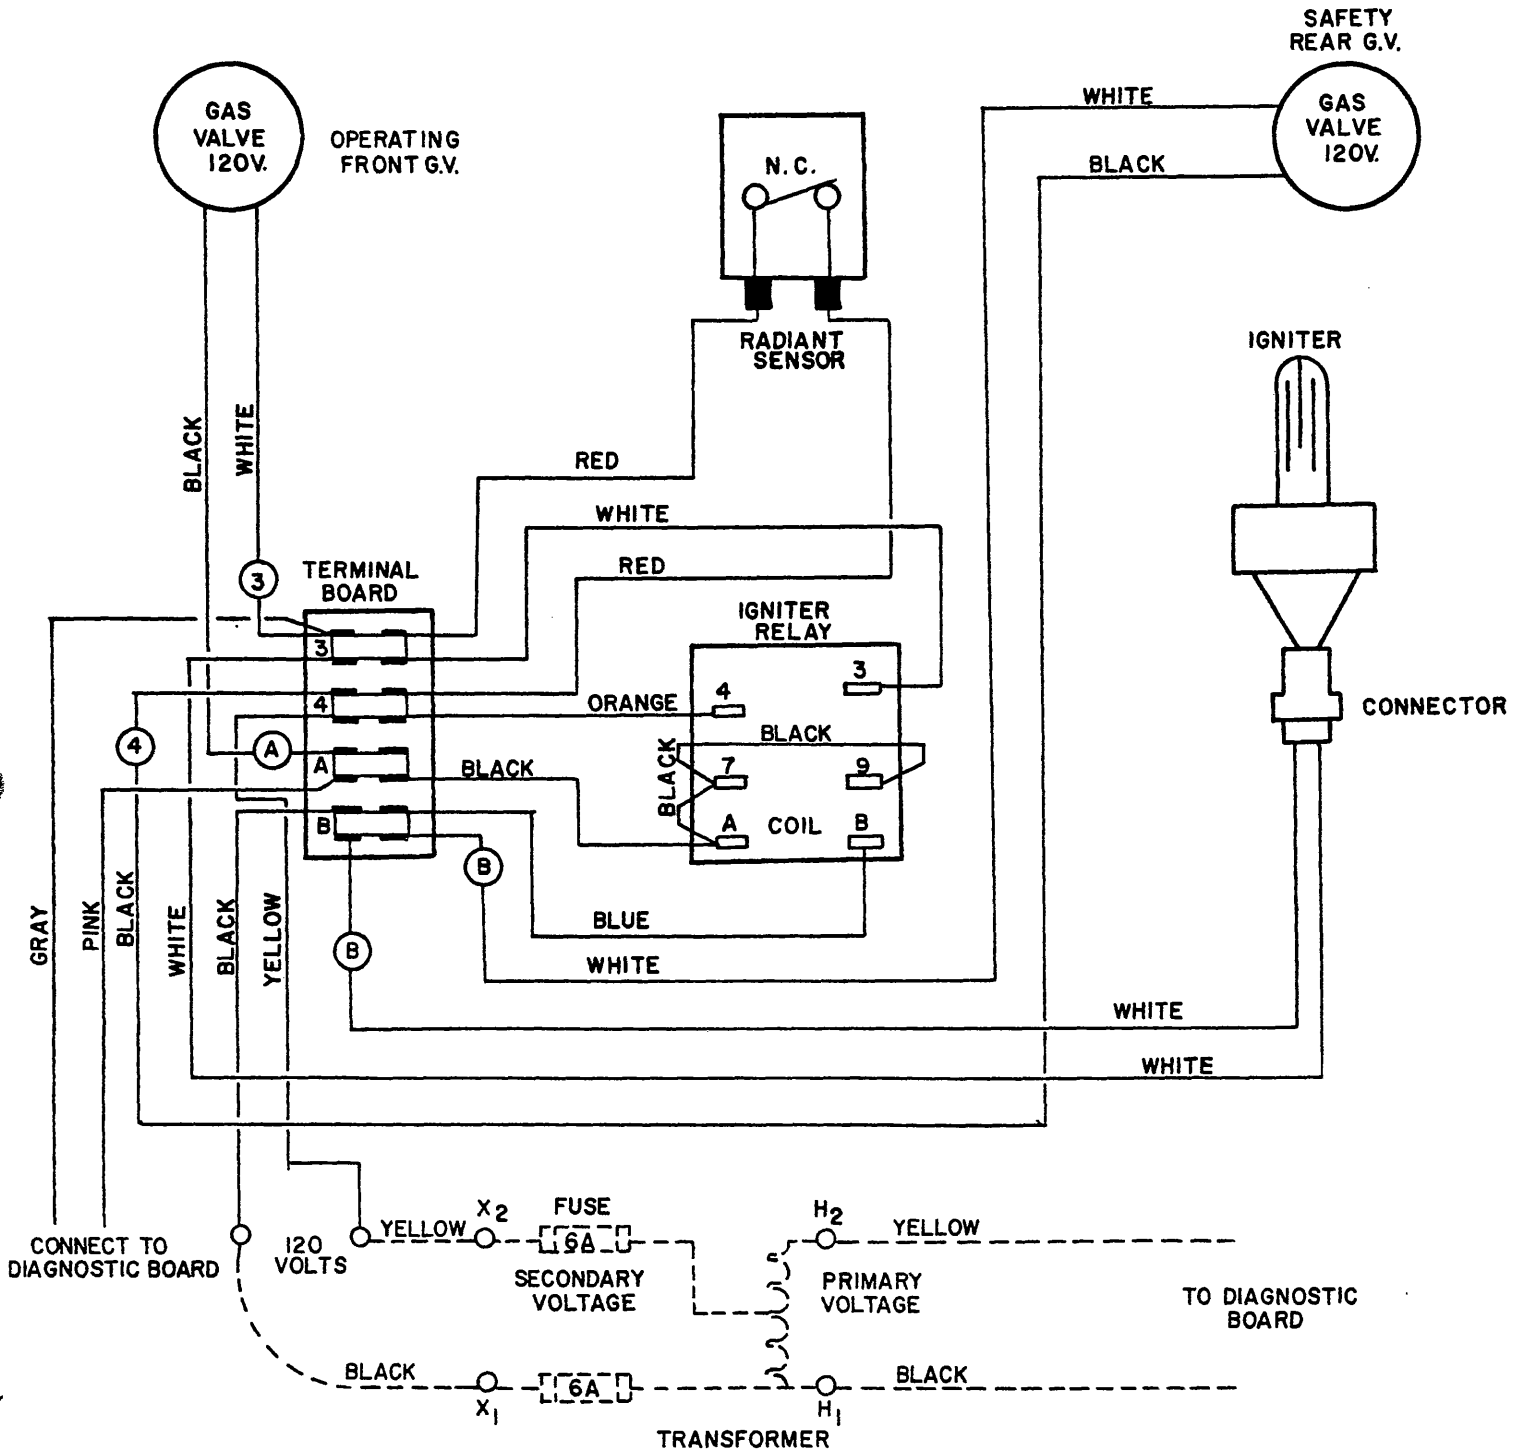 SAFETY
REAR G.V.
GAS
VALVE
120V.
OPERATING
FRONT G.V.
N.C.
WHITE
GAS
VALVE
120V.
BLACK
RADIANT
SENSOR
IGNITER
BLACK
WHITE
RED
WHITE
RED
3
TERMINAL
BOARD
IGNITER
RELAY
3
3
4
ORANGE
4
CONNECTOR
4
A
BLACK
BLACK
A
BLACK
7
9
B
A
COIL
B
B
GRAY
PINK
BLACK
WHITE
BLACK
YELLOW
B
BLUE
WHITE
WHITE
WHITE
CONNECT TO
DIAGNOSTIC BOARD
120
VOLTS
YELLOW
X2
FUSE
6A
SECONDARY
VOLTAGE
H2
YELLOW
PRIMARY
VOLTAGE
TO DIAGNOSTIC
BOARD
BLACK
X1
6A
H1
BLACK
TRANSFORMER